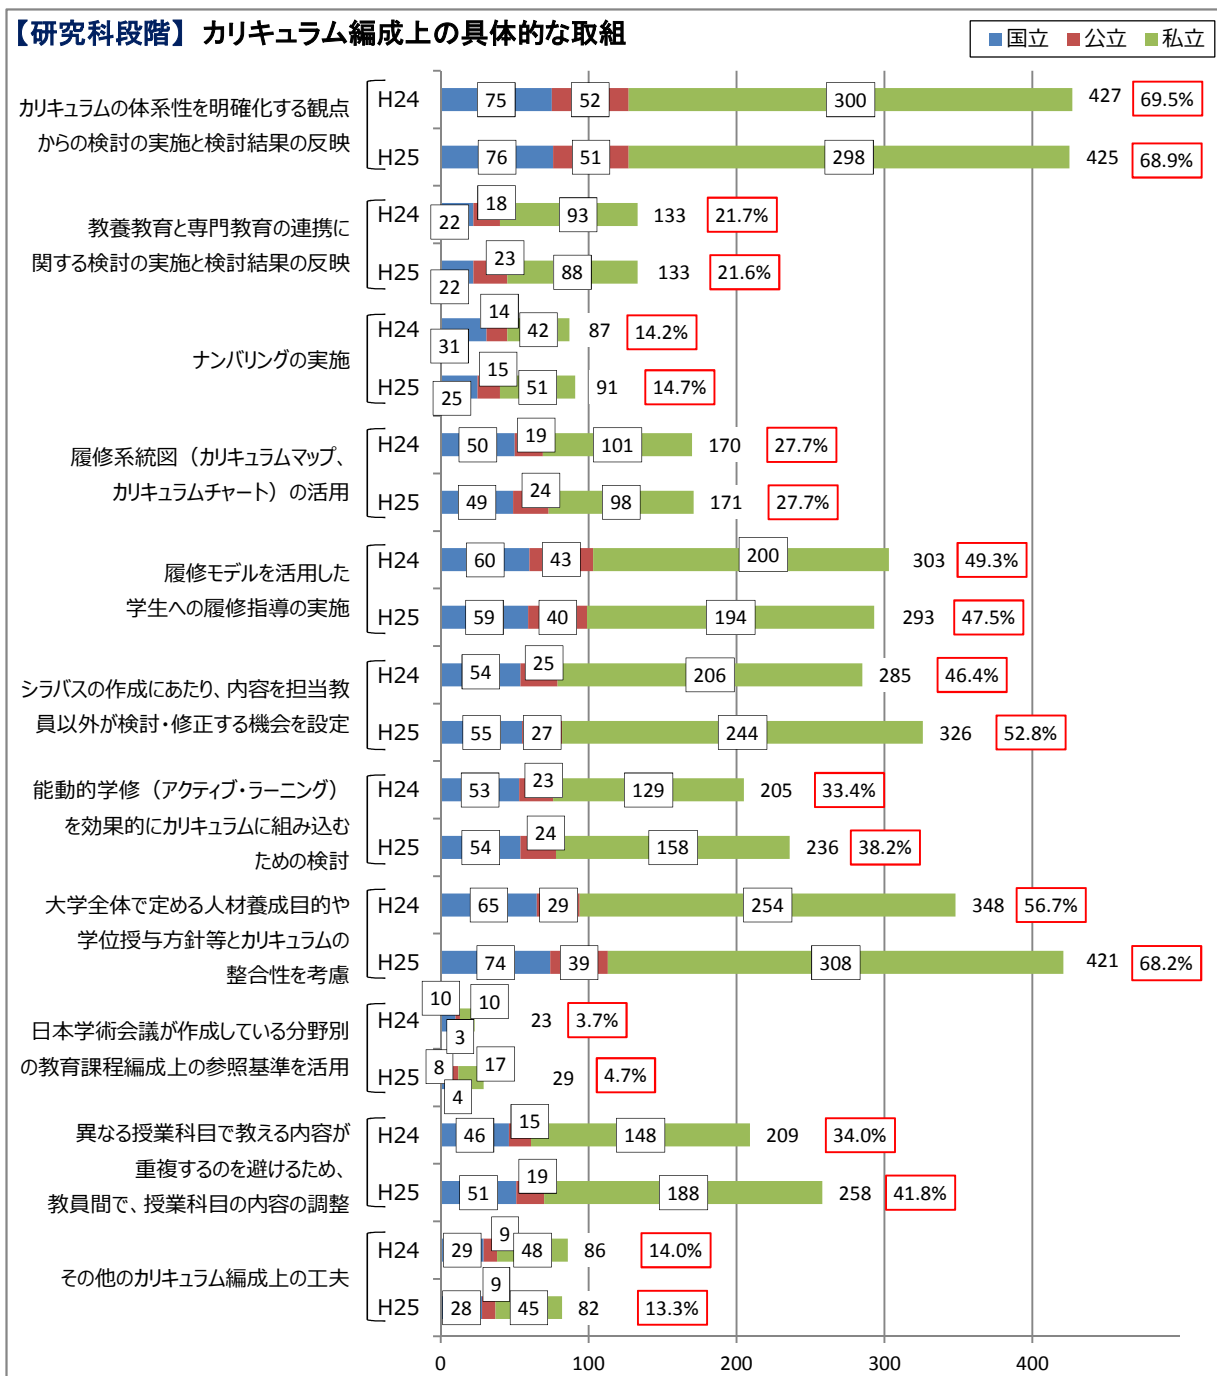 【研究科段階】カリキュラム編成上の具体的な取組
国立 公立 私立
カリキュラムの体系性を明確化する観点
からの検討の実施と検討結果の反映
H24 75 52 300 427 69.5%
H25 76 51 298 425 68.9%
教養教育と専門教育の連携に
関する検討の実施と検討結果の反映
H24 22 18 93 133 21.7%
H25 22 23 88 133 21.6%
ナンバリングの実施
H24 31 14 42 87 14.2%
H25 25 15 51 91 14.7%
履修系統図（カリキュラムマップ、
カリキュラムチャート）の活用
H24 50 19 101 170 27.7%
H25 49 24 98 171 27.7%
履修モデルを活用した
学生への履修指導の実施
H24 60 43 200 303 49.3%
H25 59 40 194 293 47.5%
シラバスの作成にあたり、内容を担当教
員以外が検討・修正する機会を設定
H24 54 25 206 285 46.4%
H25 55 27 244 326 52.8%
能動的学修（アクティブ・ラーニング）
を効果的にカリキュラムに組み込む
ための検討
H24 53 23 129 205 33.4%
H25 54 24 158 236 38.2%
大学全体で定める人材養成目的や
学位授与方針等とカリキュラムの
整合性を考慮
H24 65 29 254 348 56.7%
H25 74 39 308 421 68.2%
日本学術会議が作成している分野別
の教育課程編成上の参照基準を活用
H24 10 3 10 23 3.7%
H25 8 4 17 29 4.7%
異なる授業科目で教える内容が
重複するのを避けるため、
教員間で、授業科目の内容の調整
H24 46 15 148 209 34.0%
H25 51 19 188 258 41.8%
その他のカリキュラム編成上の工夫
H24 29 9 48 86 14.0%
H25 28 9 45 82 13.3%
0 100 200 300 400